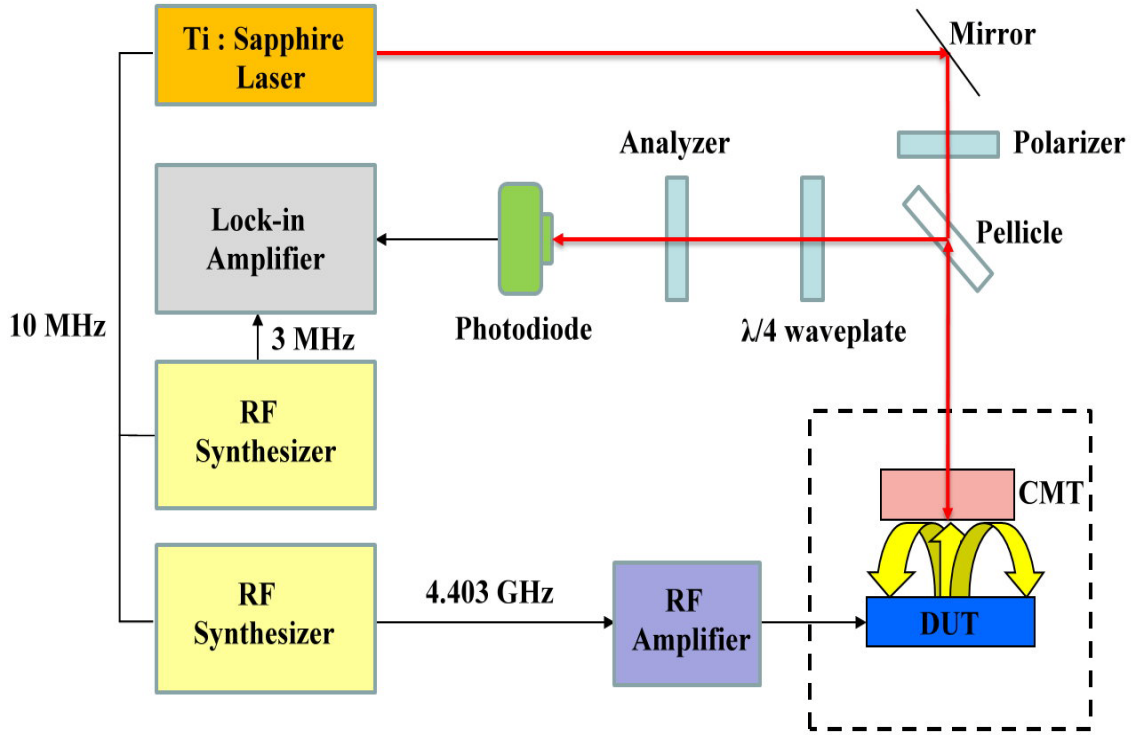 Ti : Sapphire
Laser
Mirror
Polarizer
Analyzer
Lock-in
Amplifier
Pellicle
10 MHz
3 MHz
Photodiode
λ/4 waveplate
RF
Synthesizer
CMT
RF
Synthesizer
4.403 GHz
RF
Amplifier
DUT